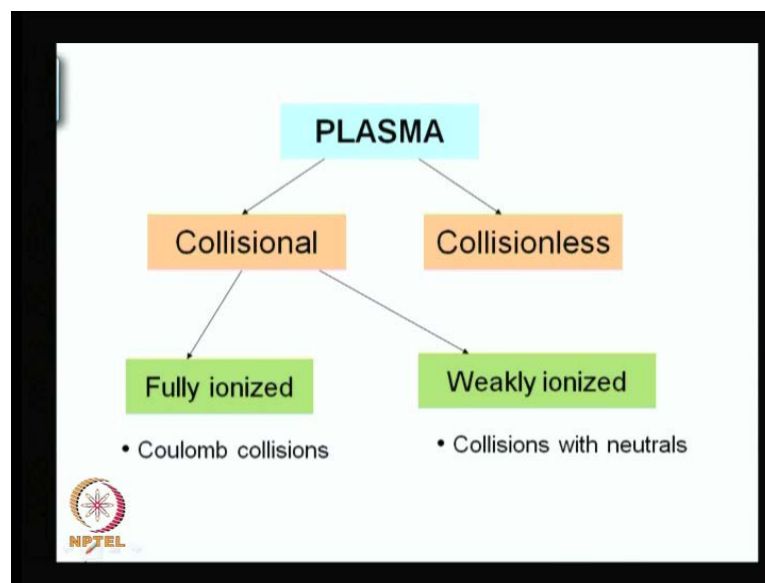 PLASMA
Collisional
Collisionless
Fully ionized
Weakly ionized
• Coulomb collisions
• Collisions with neutrals
NPTEL